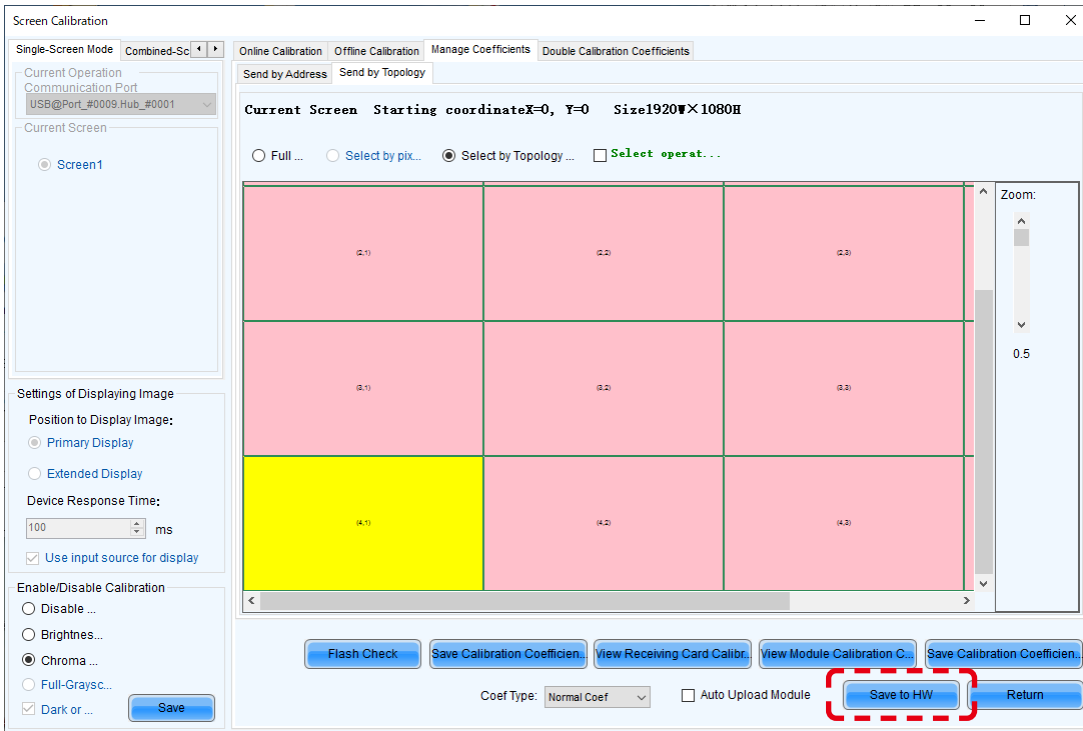 Screen Calibration
Single-Screen Mode
Combined-Sc
Current Operation
Communication Port
USB@Port_#0009.Hub_#0001
Current Screen
Screen1
Settings of Displaying Image
Position to Display Image:
Primary Display
Extended Display
Device Response Time:
100
ms
Use input source for display
Enable/Disable Calibration
Disable ...
Brightnes...
Chroma ...
Full-Graysc...
Dark or ...
Save
Online Calibration
Offline Calibration
Manage Coefficients
Double Calibration Coefficients
Send by Address
Send by Topology
Current Screen Starting coordinateX=0, Y=0 Size1920W×1080H
Full ...
Select by pix...
Select by Topology ...
Select operat...
(2,1)
(2,2)
(2,3)
(3,1)
(3,2)
(3,3)
(4,1)
(4,2)
(4,3)
Zoom:
0.5
Flash Check
Save Calibration Coefficien...
View Receiving Card Calibr...
View Module Calibration C...
Save Calibration Coefficien...
Coef Type:
Normal Coef
Auto Upload Module
Save to HW
Return